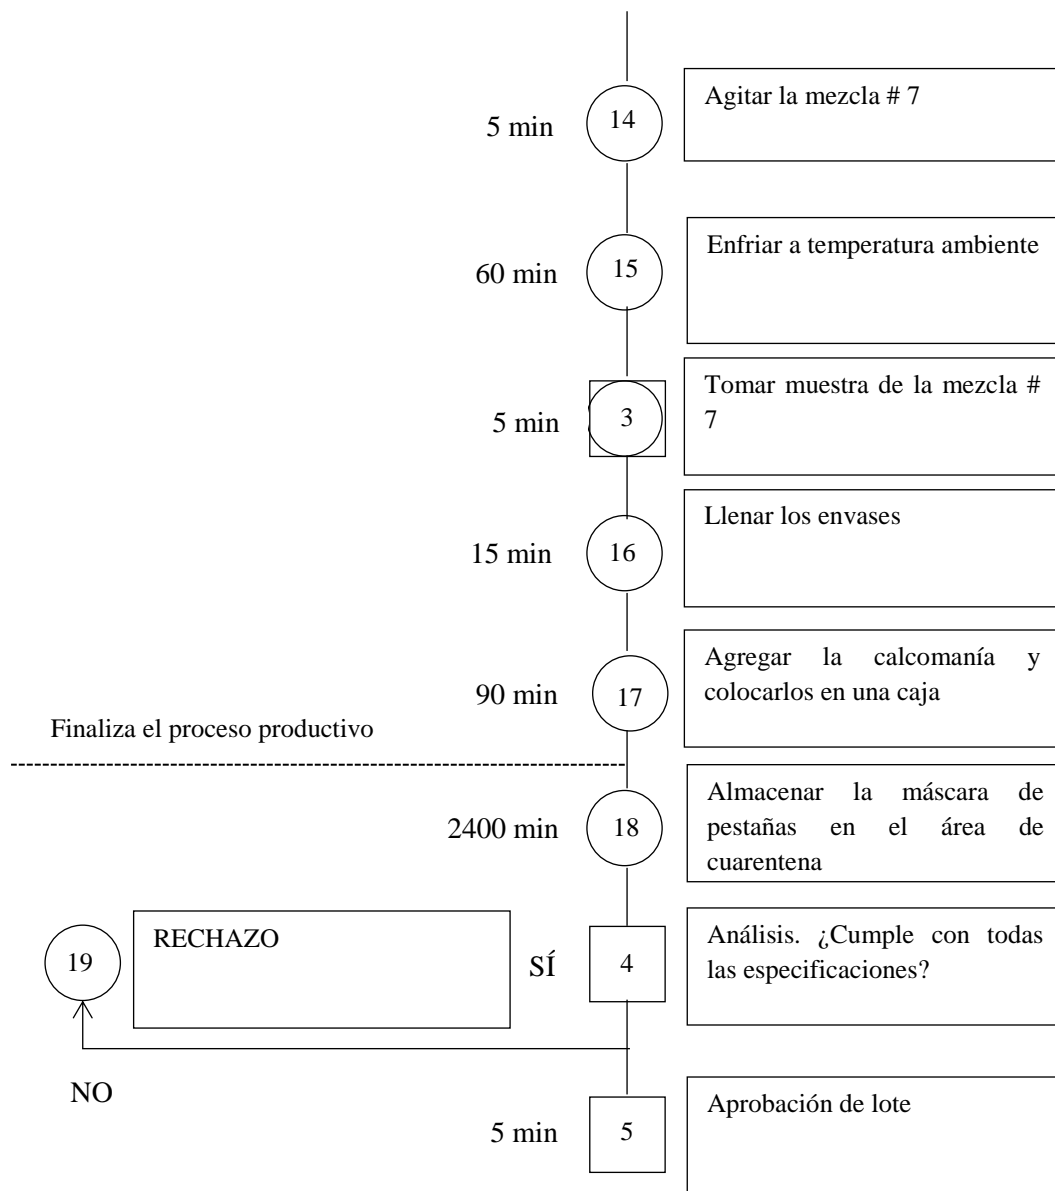 5 min
14
Agitar la mezcla # 7
60 min
15
Enfriar a temperatura ambiente
5 min
3
Tomar muestra de la mezcla #
7
15 min
16
Llenar los envases
90 min
17
Agregar la calcomanía y
colocarlos en una caja
Finaliza el proceso productivo
2400 min
18
Almacenar la máscara de
pestañas en el área de
cuarentena
19
RECHAZO
SÍ
4
Análisis. ¿Cumple con todas
las especificaciones?
NO
5 min
5
Aprobación de lote